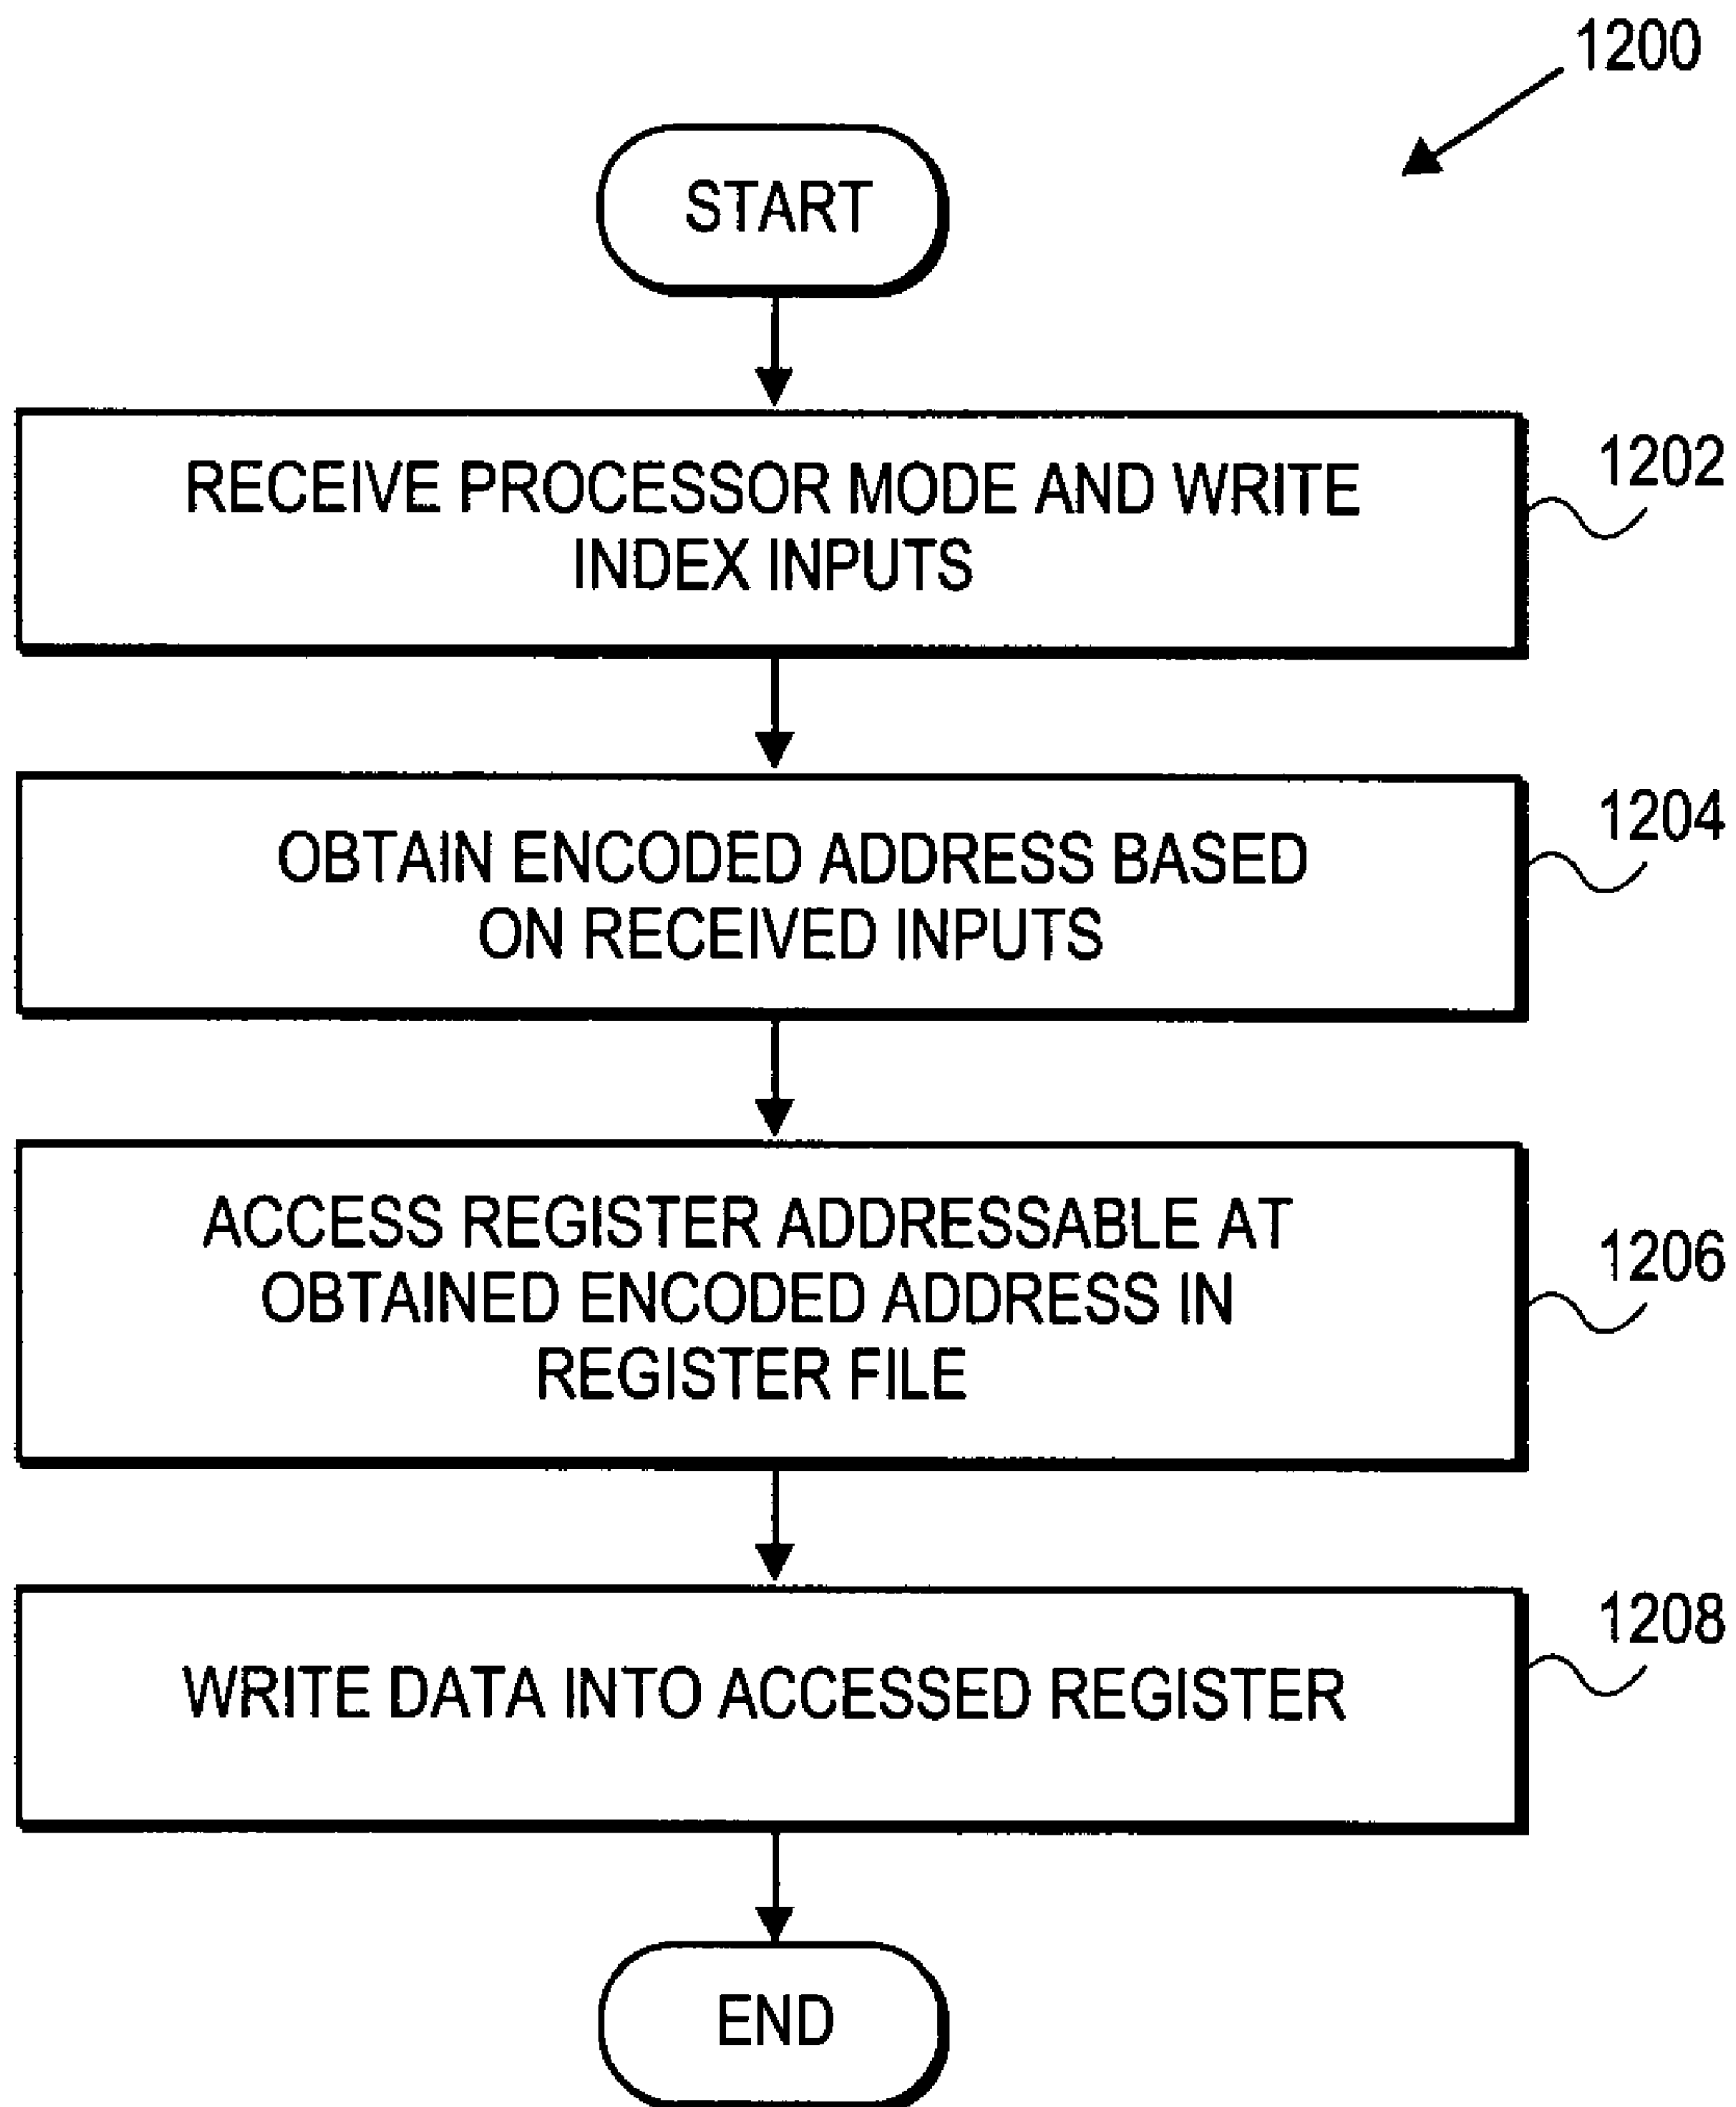 1200
START
RECEIVE PROCESSOR MODE AND WRITE
INDEX INPUTS
1202
OBTAIN ENCODED ADDRESS BASED
ON RECEIVED INPUTS
1204
ACCESS REGISTER ADDRESSABLE AT
OBTAINED ENCODED ADDRESS IN
REGISTER FILE
1206
WRITE DATA INTO ACCESSED REGISTER
1208
END